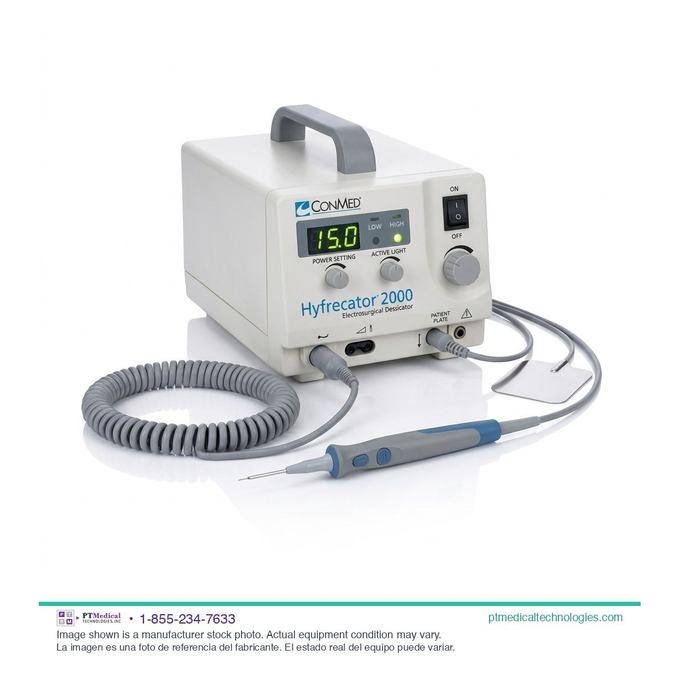 CONMED®
ON
I
O
OFF
15.0
LOW
HIGH
POWER SETTING
ACTIVE LIGHT
Hyfrecator® 2000
Electrosurgical Dessicator
PATIENT
PLATE
PTMedical
TECHNOLOGIES, INC
• 1-855-234-7633
ptmedicaltechnologies.com
Image shown is a manufacturer stock photo. Actual equipment condition may vary.
La imagen es una foto de referencia del fabricante. El estado real del equipo puede variar.